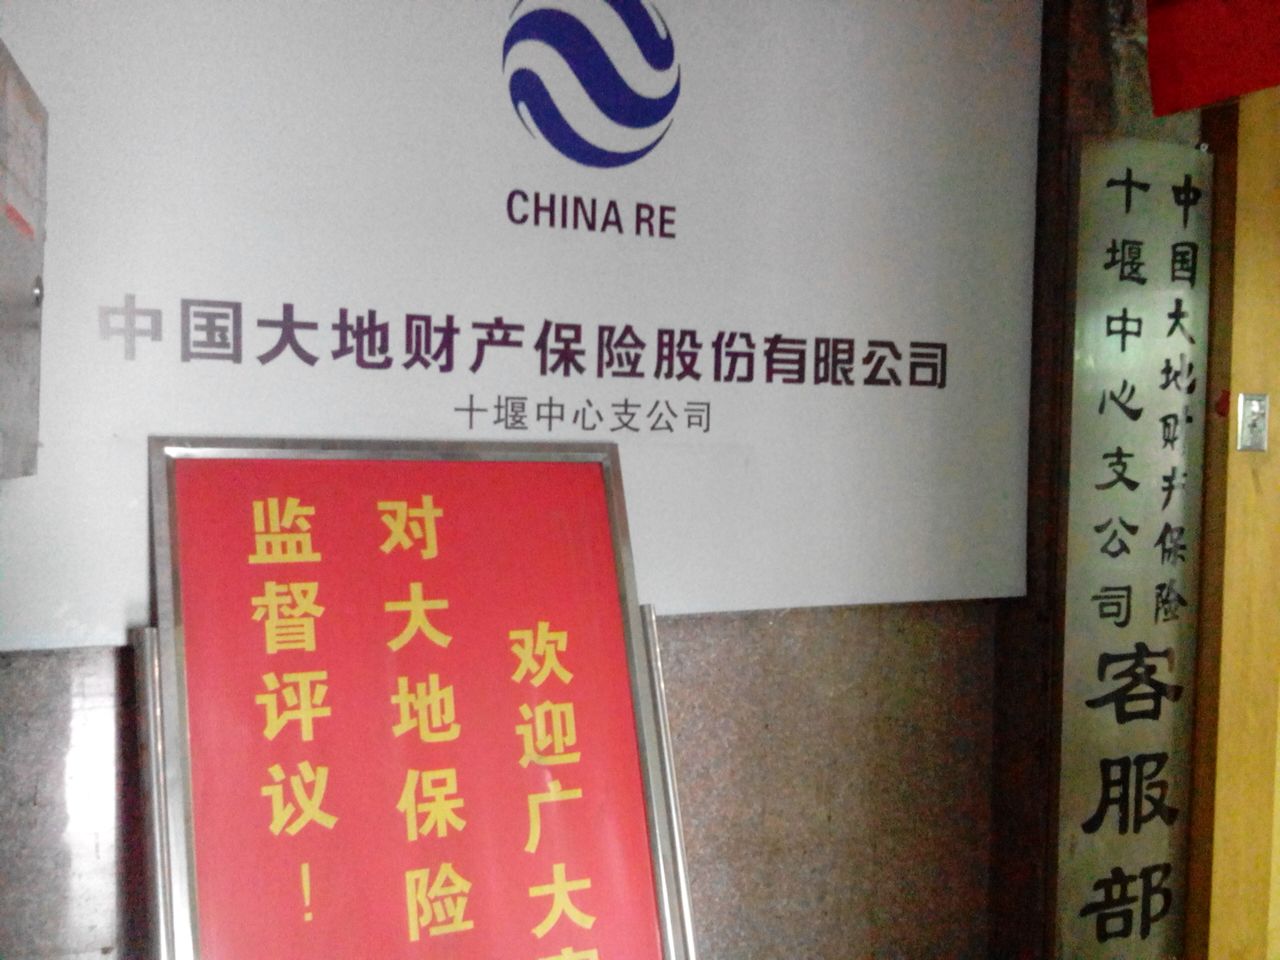 CHINA RE
中国大地财产保险股份有限公司
十堰中心支公司
欢迎广大
对大地保险
监督评议！
中国大地财产保险
十堰中心支公司
客服部